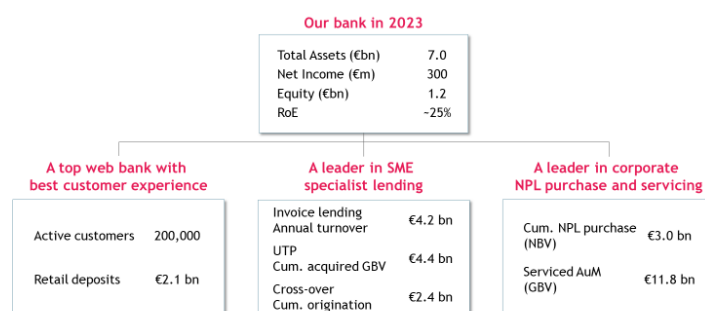 Our bank in 2023
Total Assets (€bn) 7.0
Net Income (€m) 300
Equity (€bn) 1.2
RoE ~25%
A top web bank with
best customer experience
Active customers 200,000
Retail deposits €2.1 bn
A leader in SME
specialist lending
Invoice lending
Annual turnover €4.2 bn
UTP
Cum. acquired GBV €4.4 bn
Cross-over
Cum. origination €2.4 bn
A leader in corporate
NPL purchase and servicing
Cum. NPL purchase
(NBV) €3.0 bn
Serviced AuM
(GBV) €11.8 bn